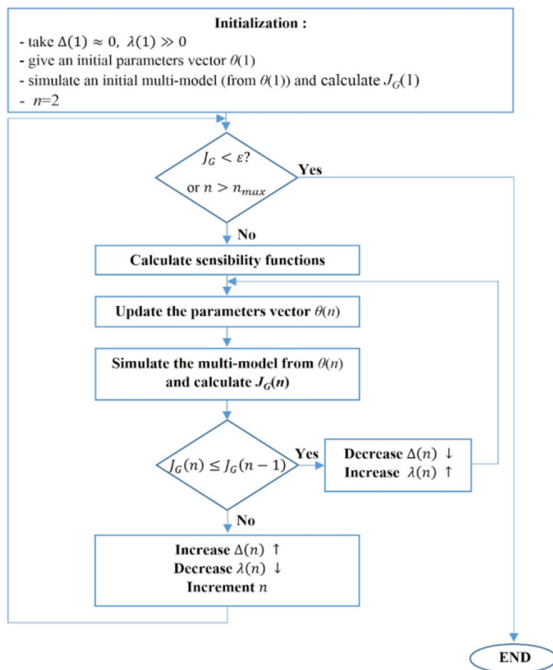 Initialization :
- take Δ(1) ≈ 0, λ(1) ≫ 0
- give an initial parameters vector θ(1)
- simulate an initial multi-model (from θ(1)) and calculate J_G(1)
- n=2
J_G < ε?
or n > n_max
Yes
No
Calculate sensibility functions
Update the parameters vector θ(n)
Simulate the multi-model from θ(n)
and calculate J_G(n)
J_G(n) ≤ J_G(n − 1)
Yes
Decrease Δ(n) ↓
Increase λ(n) ↑
No
Increase Δ(n) ↑
Decrease λ(n) ↓
Increment n
END